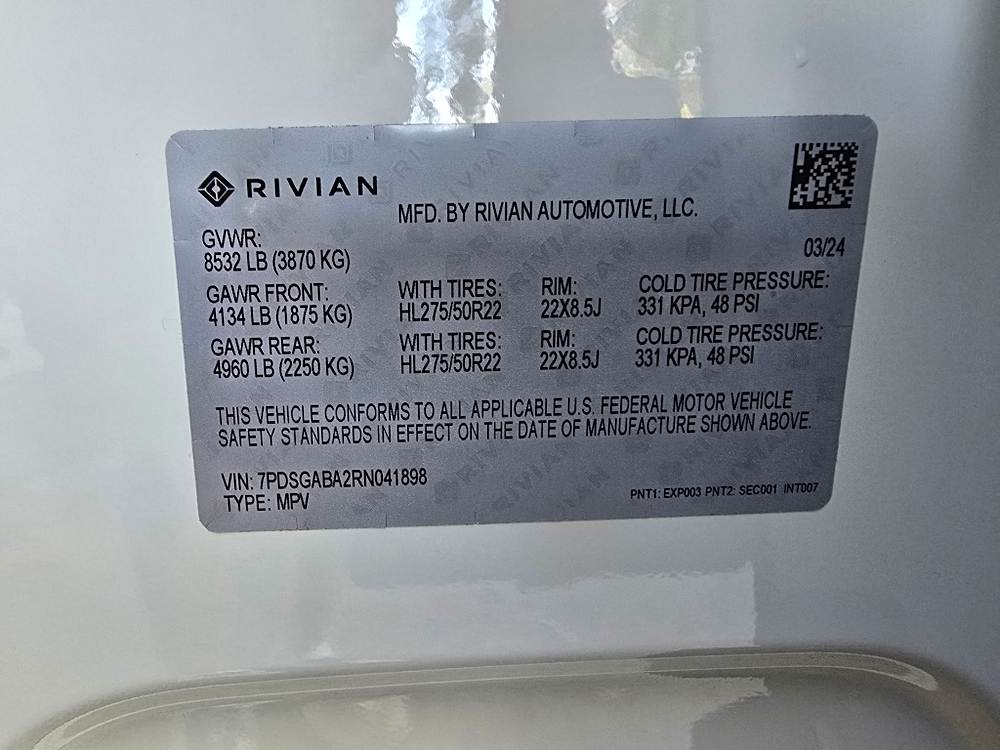 RIVIAN
MFD. BY RIVIAN AUTOMOTIVE, LLC.
GVWR:
8532 LB (3870 KG)
03/24
GAWR FRONT: WITH TIRES: RIM: COLD TIRE PRESSURE:
4134 LB (1875 KG) HL275/50R22 22X8.5J 331 KPA, 48 PSI
GAWR REAR: WITH TIRES: RIM: COLD TIRE PRESSURE:
4960 LB (2250 KG) HL275/50R22 22X8.5J 331 KPA, 48 PSI
THIS VEHICLE CONFORMS TO ALL APPLICABLE U.S. FEDERAL MOTOR VEHICLE
SAFETY STANDARDS IN EFFECT ON THE DATE OF MANUFACTURE SHOWN ABOVE.
VIN: 7PDSGABA2RN041898
TYPE: MPV
PNT1: EXP003 PNT2: SEC001 INT007